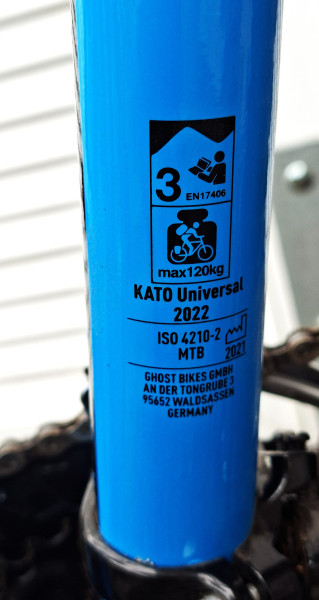 3
EN17406
max120kg
KATO Universal
2022
ISO 4210-2
MTB
2021
GHOST BIKES GMBH
AN DER TONGRUBE 3
95652 WALDSASSEN
GERMANY